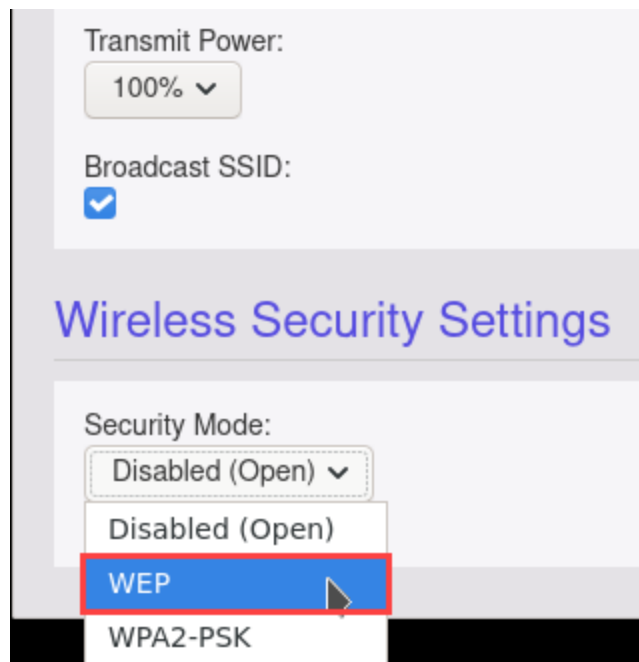 Transmit Power:
100%
Broadcast SSID:
Wireless Security Settings
Security Mode:
Disabled (Open)
Disabled (Open)
WEP
WPA2-PSK